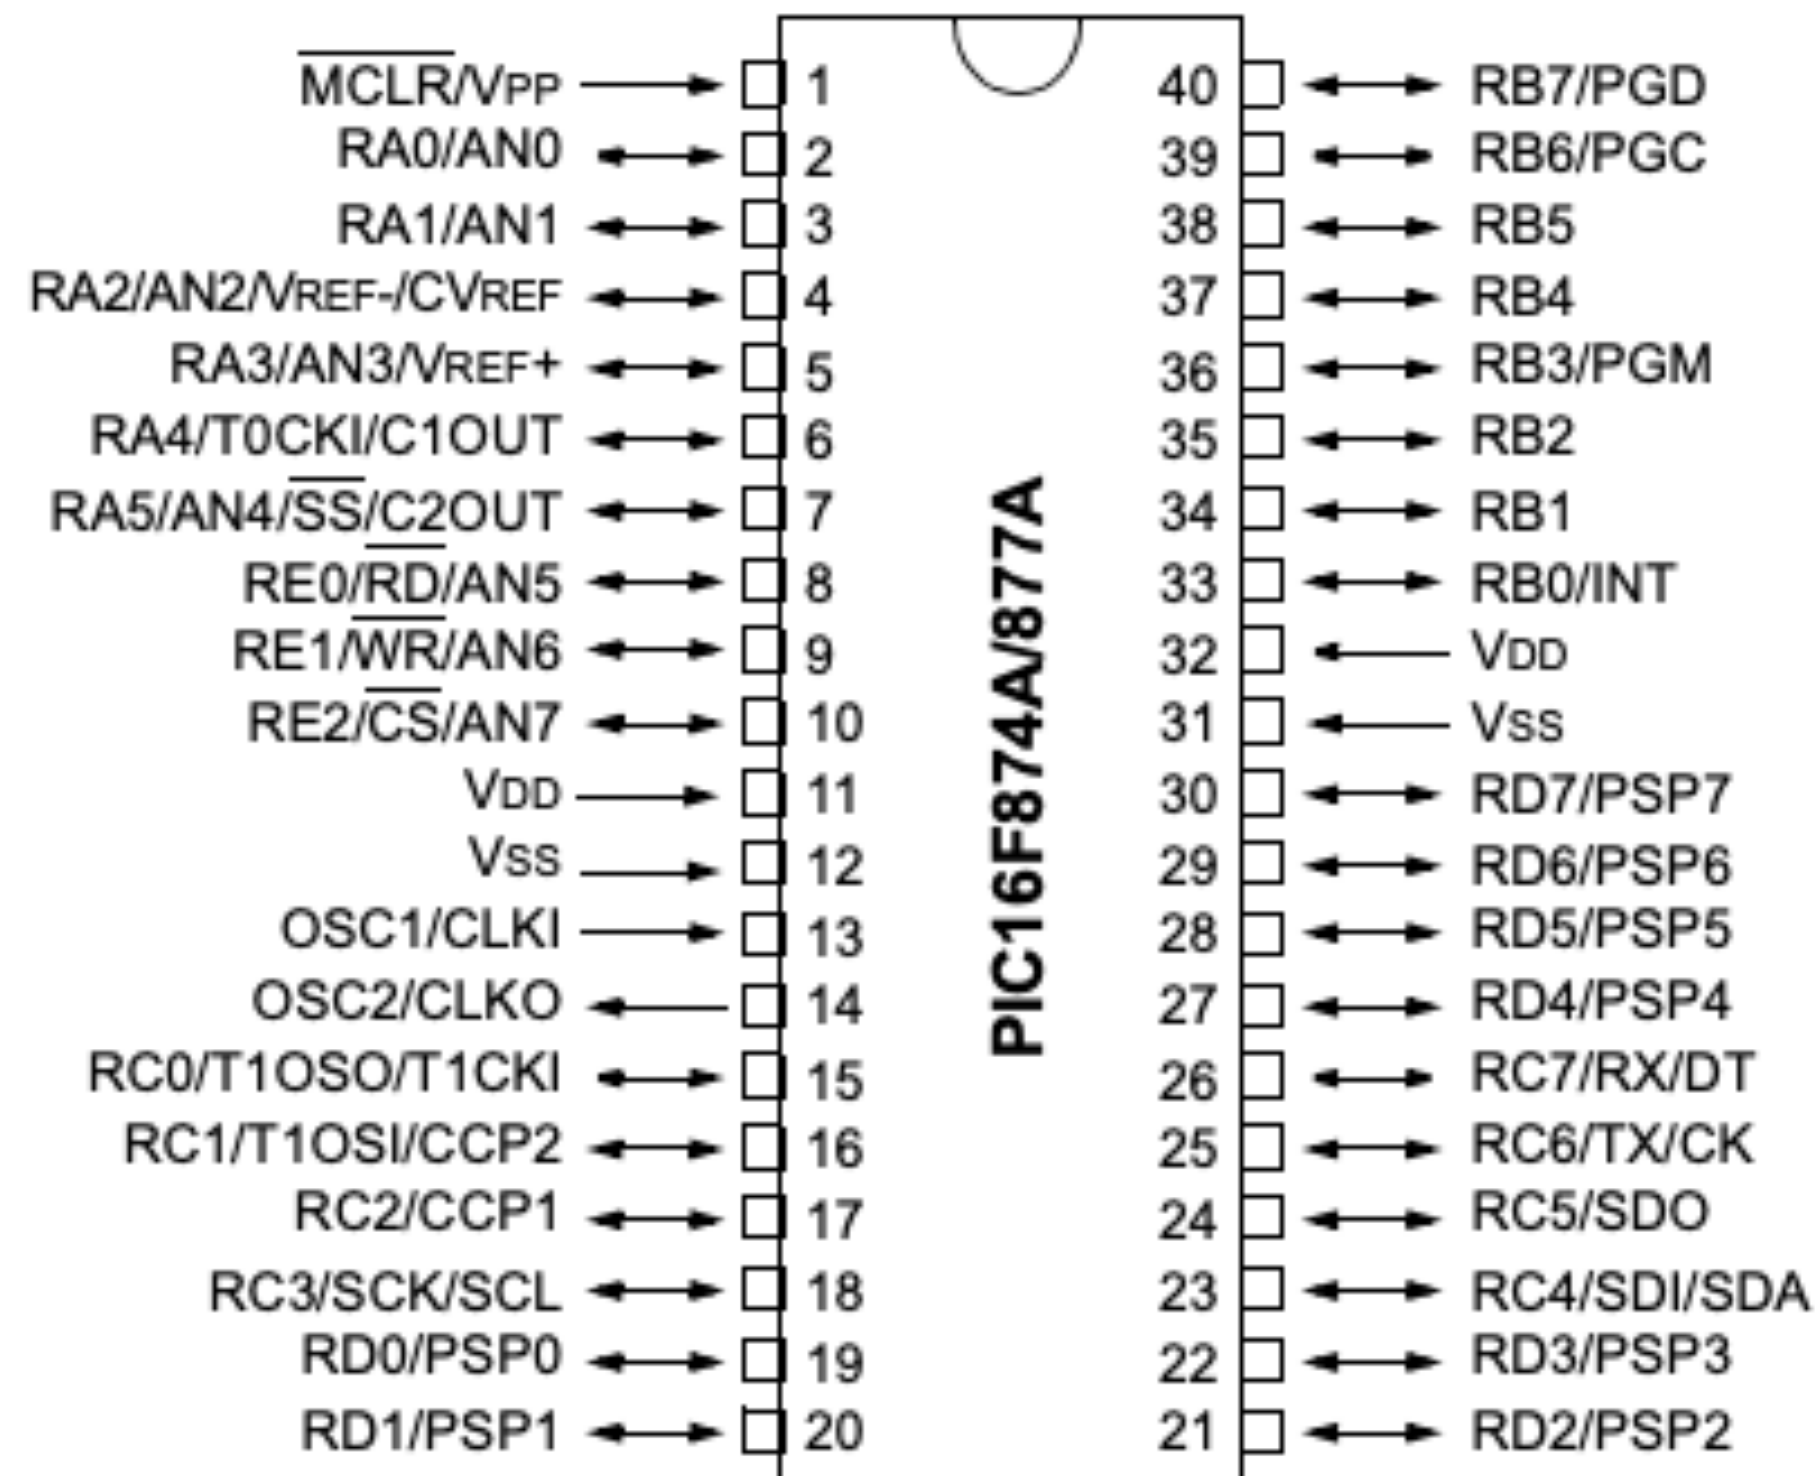 MCLR/VPP 1 40 RB7/PGD
RA0/AN0 2 39 RB6/PGC
RA1/AN1 3 38 RB5
RA2/AN2/VREF-/CVREF 4 37 RB4
RA3/AN3/VREF+ 5 36 RB3/PGM
RA4/T0CKI/C1OUT 6 35 RB2
RA5/AN4/SS/C2OUT 7 34 RB1
RE0/RD/AN5 8 33 RB0/INT
RE1/WR/AN6 9 32 VDD
RE2/CS/AN7 10 31 VSS
VDD 11 30 RD7/PSP7
VSS 12 29 RD6/PSP6
OSC1/CLKI 13 28 RD5/PSP5
OSC2/CLKO 14 27 RD4/PSP4
RC0/T1OSO/T1CKI 15 26 RC7/RX/DT
RC1/T1OSI/CCP2 16 25 RC6/TX/CK
RC2/CCP1 17 24 RC5/SDO
RC3/SCK/SCL 18 23 RC4/SDI/SDA
RD0/PSP0 19 22 RD3/PSP3
RD1/PSP1 20 21 RD2/PSP2
PIC16F874A/877A